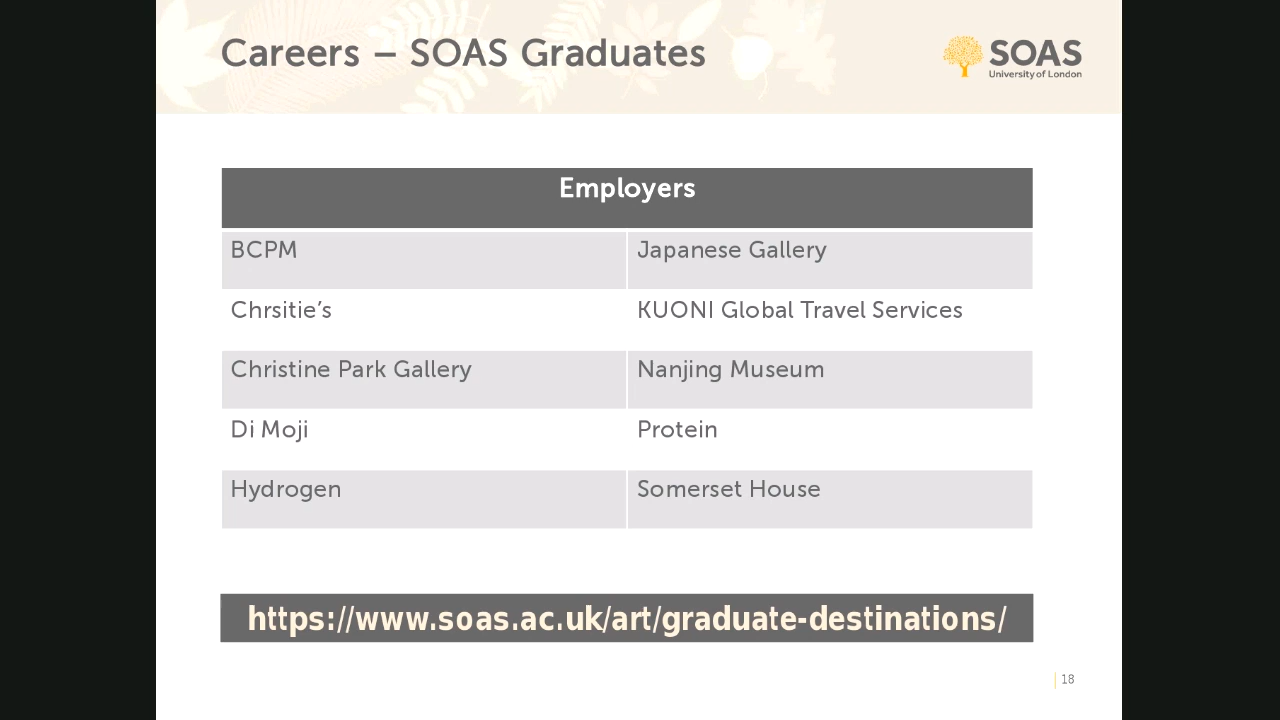 Careers – SOAS Graduates
SOAS
University of London
Employers
BCPM
Japanese Gallery
Chrsitie’s
KUONI Global Travel Services
Christine Park Gallery
Nanjing Museum
Di Moji
Protein
Hydrogen
Somerset House
https://www.soas.ac.uk/art/graduate-destinations/
18